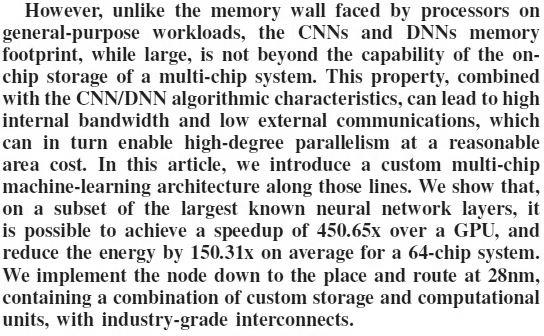 However, unlike the memory wall faced by processors on
general-purpose workloads, the CNNs and DNNs memory
footprint, while large, is not beyond the capability of the on-
chip storage of a multi-chip system. This property, combined
with the CNN/DNN algorithmic characteristics, can lead to high
internal bandwidth and low external communications, which
can in turn enable high-degree parallelism at a reasonable
area cost. In this article, we introduce a custom multi-chip
machine-learning architecture along those lines. We show that,
on a subset of the largest known neural network layers, it
is possible to achieve a speedup of 450.65x over a GPU, and
reduce the energy by 150.31x on average for a 64-chip system.
We implement the node down to the place and route at 28nm,
containing a combination of custom storage and computational
units, with industry-grade interconnects.